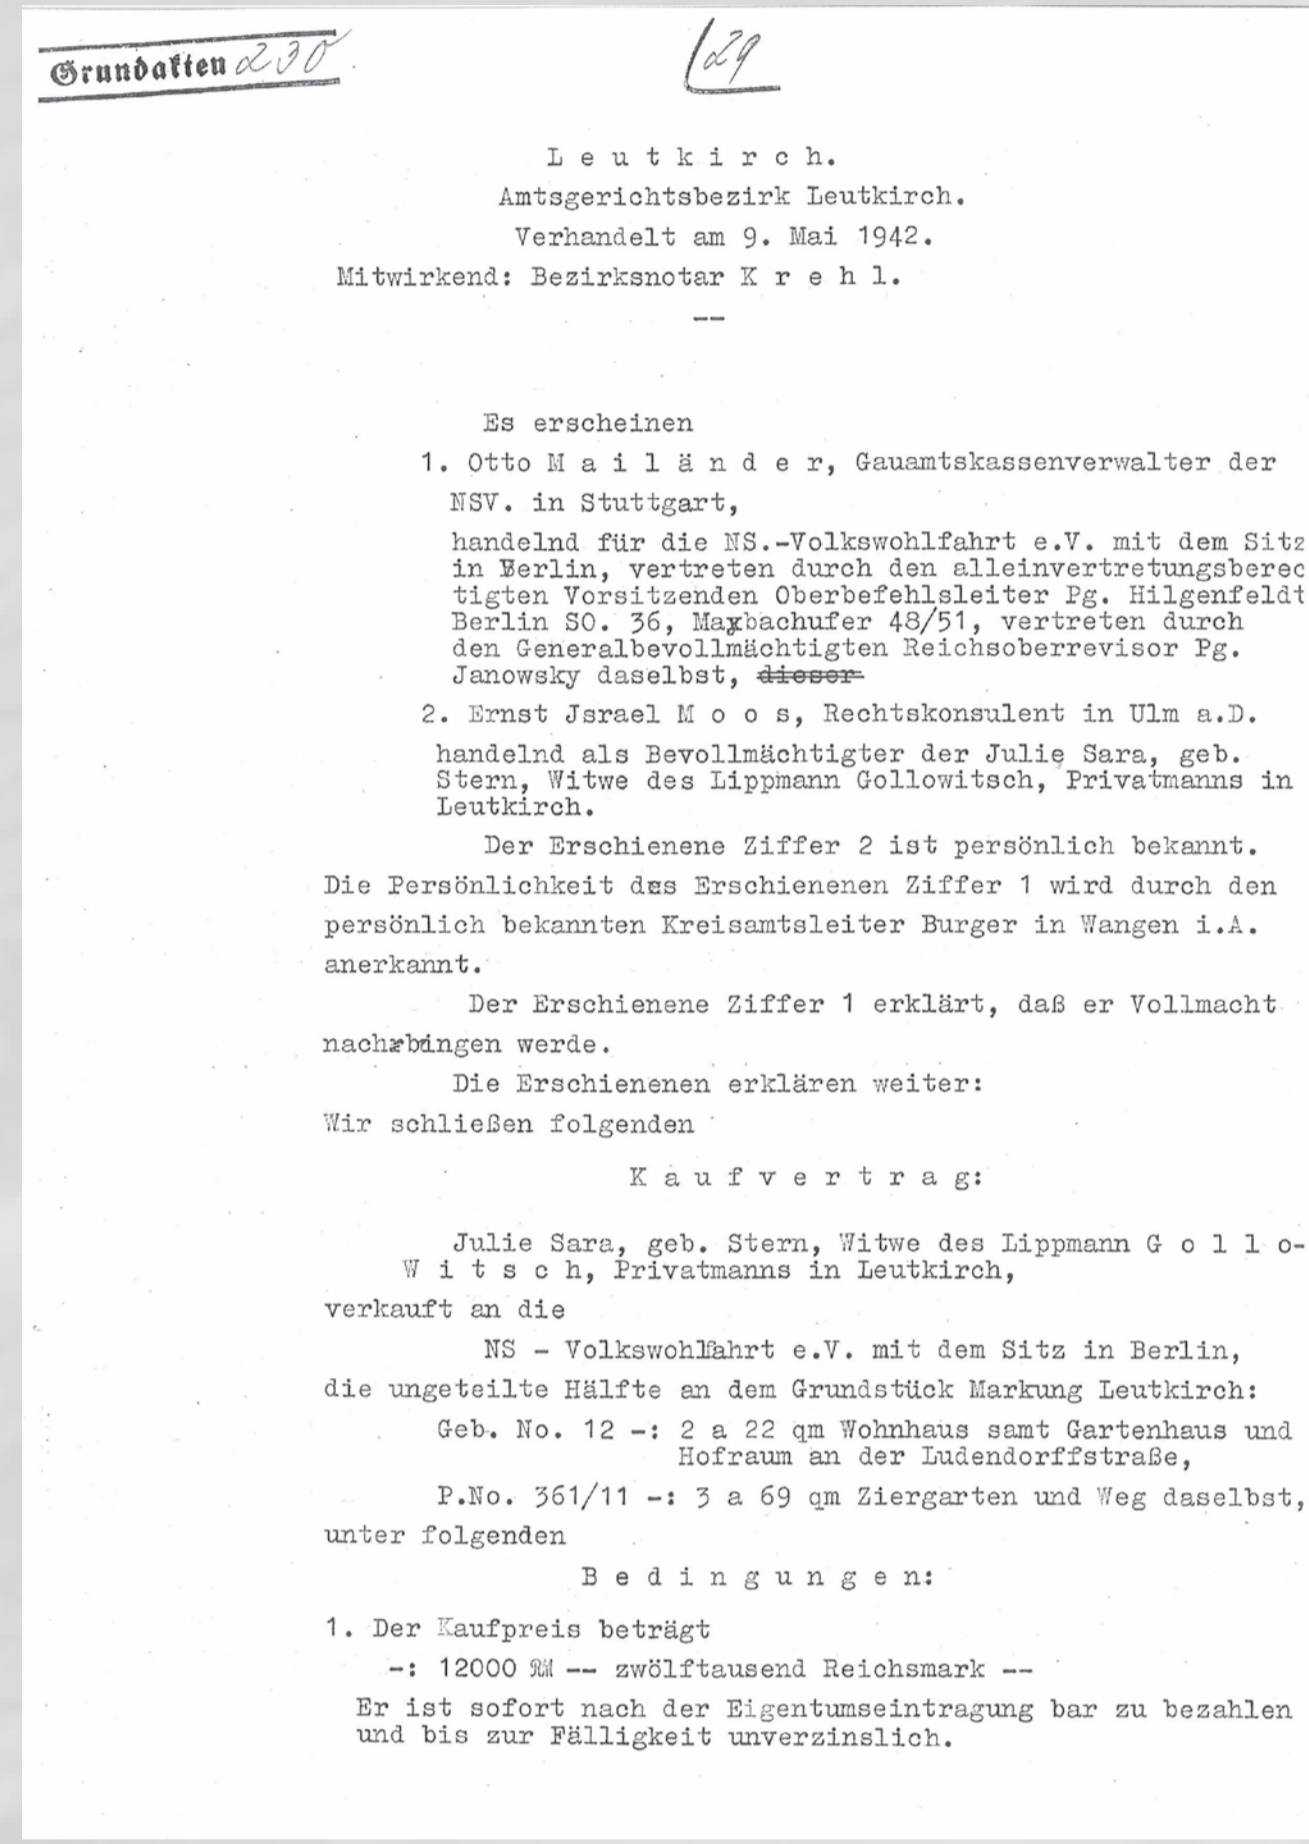 Grundakten 230
29
Leutkirch.
Amtsgerichtsbezirk Leutkirch.
Verhandelt am 9. Mai 1942.
Mitwirkend: Bezirksnotar K r e h l.
--
Es erscheinen
1. Otto M a i l ä n d e r, Gauamtskassenverwalter der
NSV. in Stuttgart,
handelnd für die NS.-Volkswohlfahrt e.V. mit dem Sitz
in Berlin, vertreten durch den alleinvertretungsberec
tigten Vorsitzenden Oberbefehlsleiter Pg. Hilgenfeldt
Berlin SO. 36, Maybachufer 48/51, vertreten durch
den Generalbevollmächtigten Reichsoberrevisor Pg.
Janowsky daselbst, dieser
2. Ernst Jsrael M o o s, Rechtskonsulent in Ulm a.D.
handelnd als Bevollmächtigter der Julie Sara, geb.
Stern, Witwe des Lippmann Gollowitsch, Privatmanns in
Leutkirch.
Der Erschienene Ziffer 2 ist persönlich bekannt.
Die Persönlichkeit des Erschienenen Ziffer 1 wird durch den
persönlich bekannten Kreisamtsleiter Burger in Wangen i.A.
anerkannt.
Der Erschienene Ziffer 1 erklärt, daß er Vollmacht
nachrbingen werde.
Die Erschienenen erklären weiter:
Wir schließen folgenden
K a u f v e r t r a g:
Julie Sara, geb. Stern, Witwe des Lippmann G o l l o-
W i t s c h, Privatmanns in Leutkirch,
verkauft an die
NS - Volkswohlfahrt e.V. mit dem Sitz in Berlin,
die ungeteilte Hälfte an dem Grundstück Markung Leutkirch:
Geb. No. 12 -: 2 a 22 qm Wohnhaus samt Gartenhaus und
Hofraum an der Ludendorffstraße,
P.No. 361/11 -: 3 a 69 qm Ziergarten und Weg daselbst,
unter folgenden
B e d i n g u n g e n:
1. Der Kaufpreis beträgt
-: 12000 RM -- zwölftausend Reichsmark --
Er ist sofort nach der Eigentumseintragung bar zu bezahlen
und bis zur Fälligkeit unverzinslich.